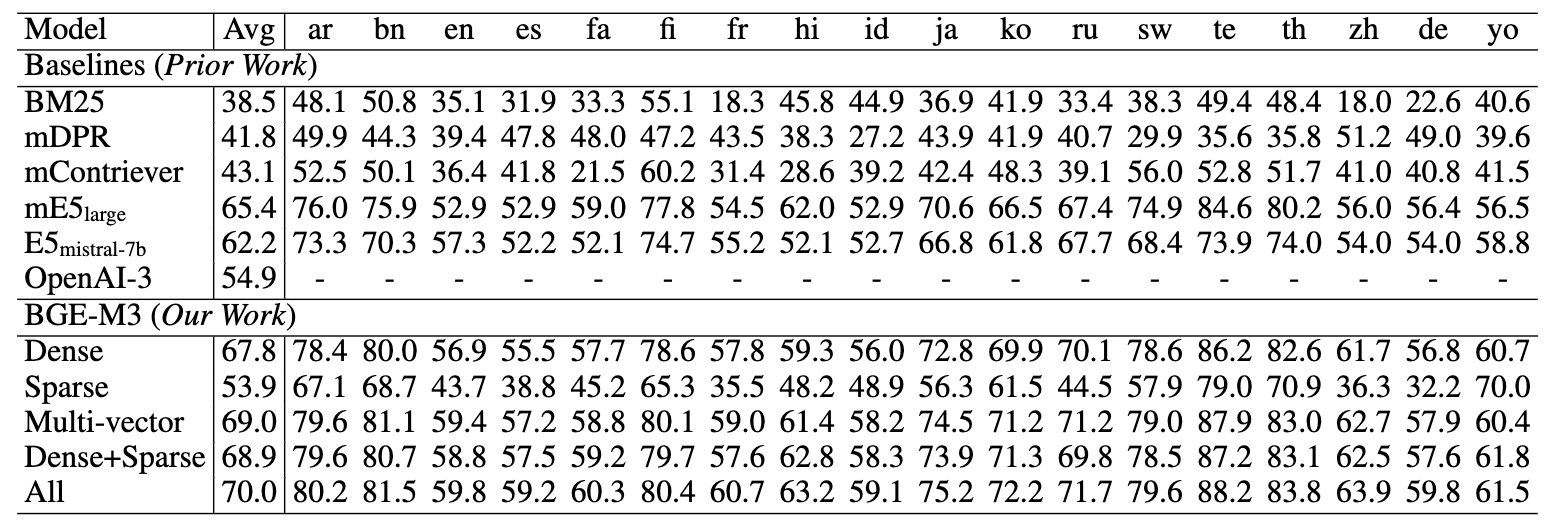 Model Avg ar bn en es fa fi fr hi id ja ko ru sw te th zh de yo
Baselines (Prior Work)
BM25 38.5 48.1 50.8 35.1 31.9 33.3 55.1 18.3 45.8 44.9 36.9 41.9 33.4 38.3 49.4 48.4 18.0 22.6 40.6
mDPR 41.8 49.9 44.3 39.4 47.8 48.0 47.2 43.5 38.3 27.2 43.9 41.9 40.7 29.9 35.6 35.8 51.2 49.0 39.6
mContriever 43.1 52.5 50.1 36.4 41.8 21.5 60.2 31.4 28.6 39.2 42.4 48.3 39.1 56.0 52.8 51.7 41.0 40.8 41.5
mE5large 65.4 76.0 75.9 52.9 52.9 59.0 77.8 54.5 62.0 52.9 70.6 66.5 67.4 74.9 84.6 80.2 56.0 56.4 56.5
E5mistral-7b 62.2 73.3 70.3 57.3 52.2 52.1 74.7 55.2 52.1 52.7 66.8 61.8 67.7 68.4 73.9 74.0 54.0 54.0 58.8
OpenAI-3 54.9 - - - - - - - - - - - - - - - - - -
BGE-M3 (Our Work)
Dense 67.8 78.4 80.0 56.9 55.5 57.7 78.6 57.8 59.3 56.0 72.8 69.9 70.1 78.6 86.2 82.6 61.7 56.8 60.7
Sparse 53.9 67.1 68.7 43.7 38.8 45.2 65.3 35.5 48.2 48.9 56.3 61.5 44.5 57.9 79.0 70.9 36.3 32.2 70.0
Multi-vector 69.0 79.6 81.1 59.4 57.2 58.8 80.1 59.0 61.4 58.2 74.5 71.2 71.2 79.0 87.9 83.0 62.7 57.9 60.4
Dense+Sparse 68.9 79.6 80.7 58.8 57.5 59.2 79.7 57.6 62.8 58.3 73.9 71.3 69.8 78.5 87.2 83.1 62.5 57.6 61.8
All 70.0 80.2 81.5 59.8 59.2 60.3 80.4 60.7 63.2 59.1 75.2 72.2 71.7 79.6 88.2 83.8 63.9 59.8 61.5